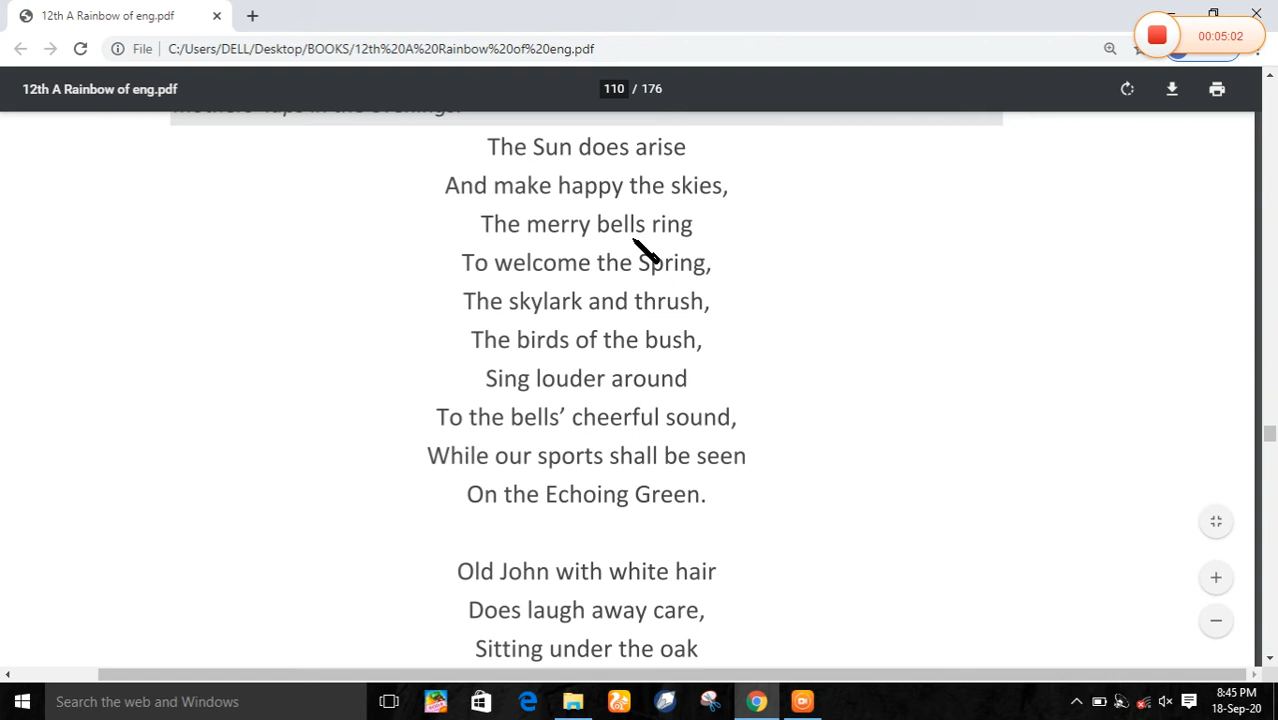 12th A Rainbow of eng.pdf
00:05:02
File
C:/Users/DELL/Desktop/BOOKS/12th%20A%20Rainbow%20of%20eng.pdf
12th A Rainbow of eng.pdf
110 / 176
The Sun does arise
And make happy the skies,
The merry bells ring
To welcome the Spring,
The skylark and thrush,
The birds of the bush,
Sing louder around
To the bells’ cheerful sound,
While our sports shall be seen
On the Echoing Green.
Old John with white hair
Does laugh away care,
Sitting under the oak
Search the web and Windows
8:45 PM
18-Sep-20